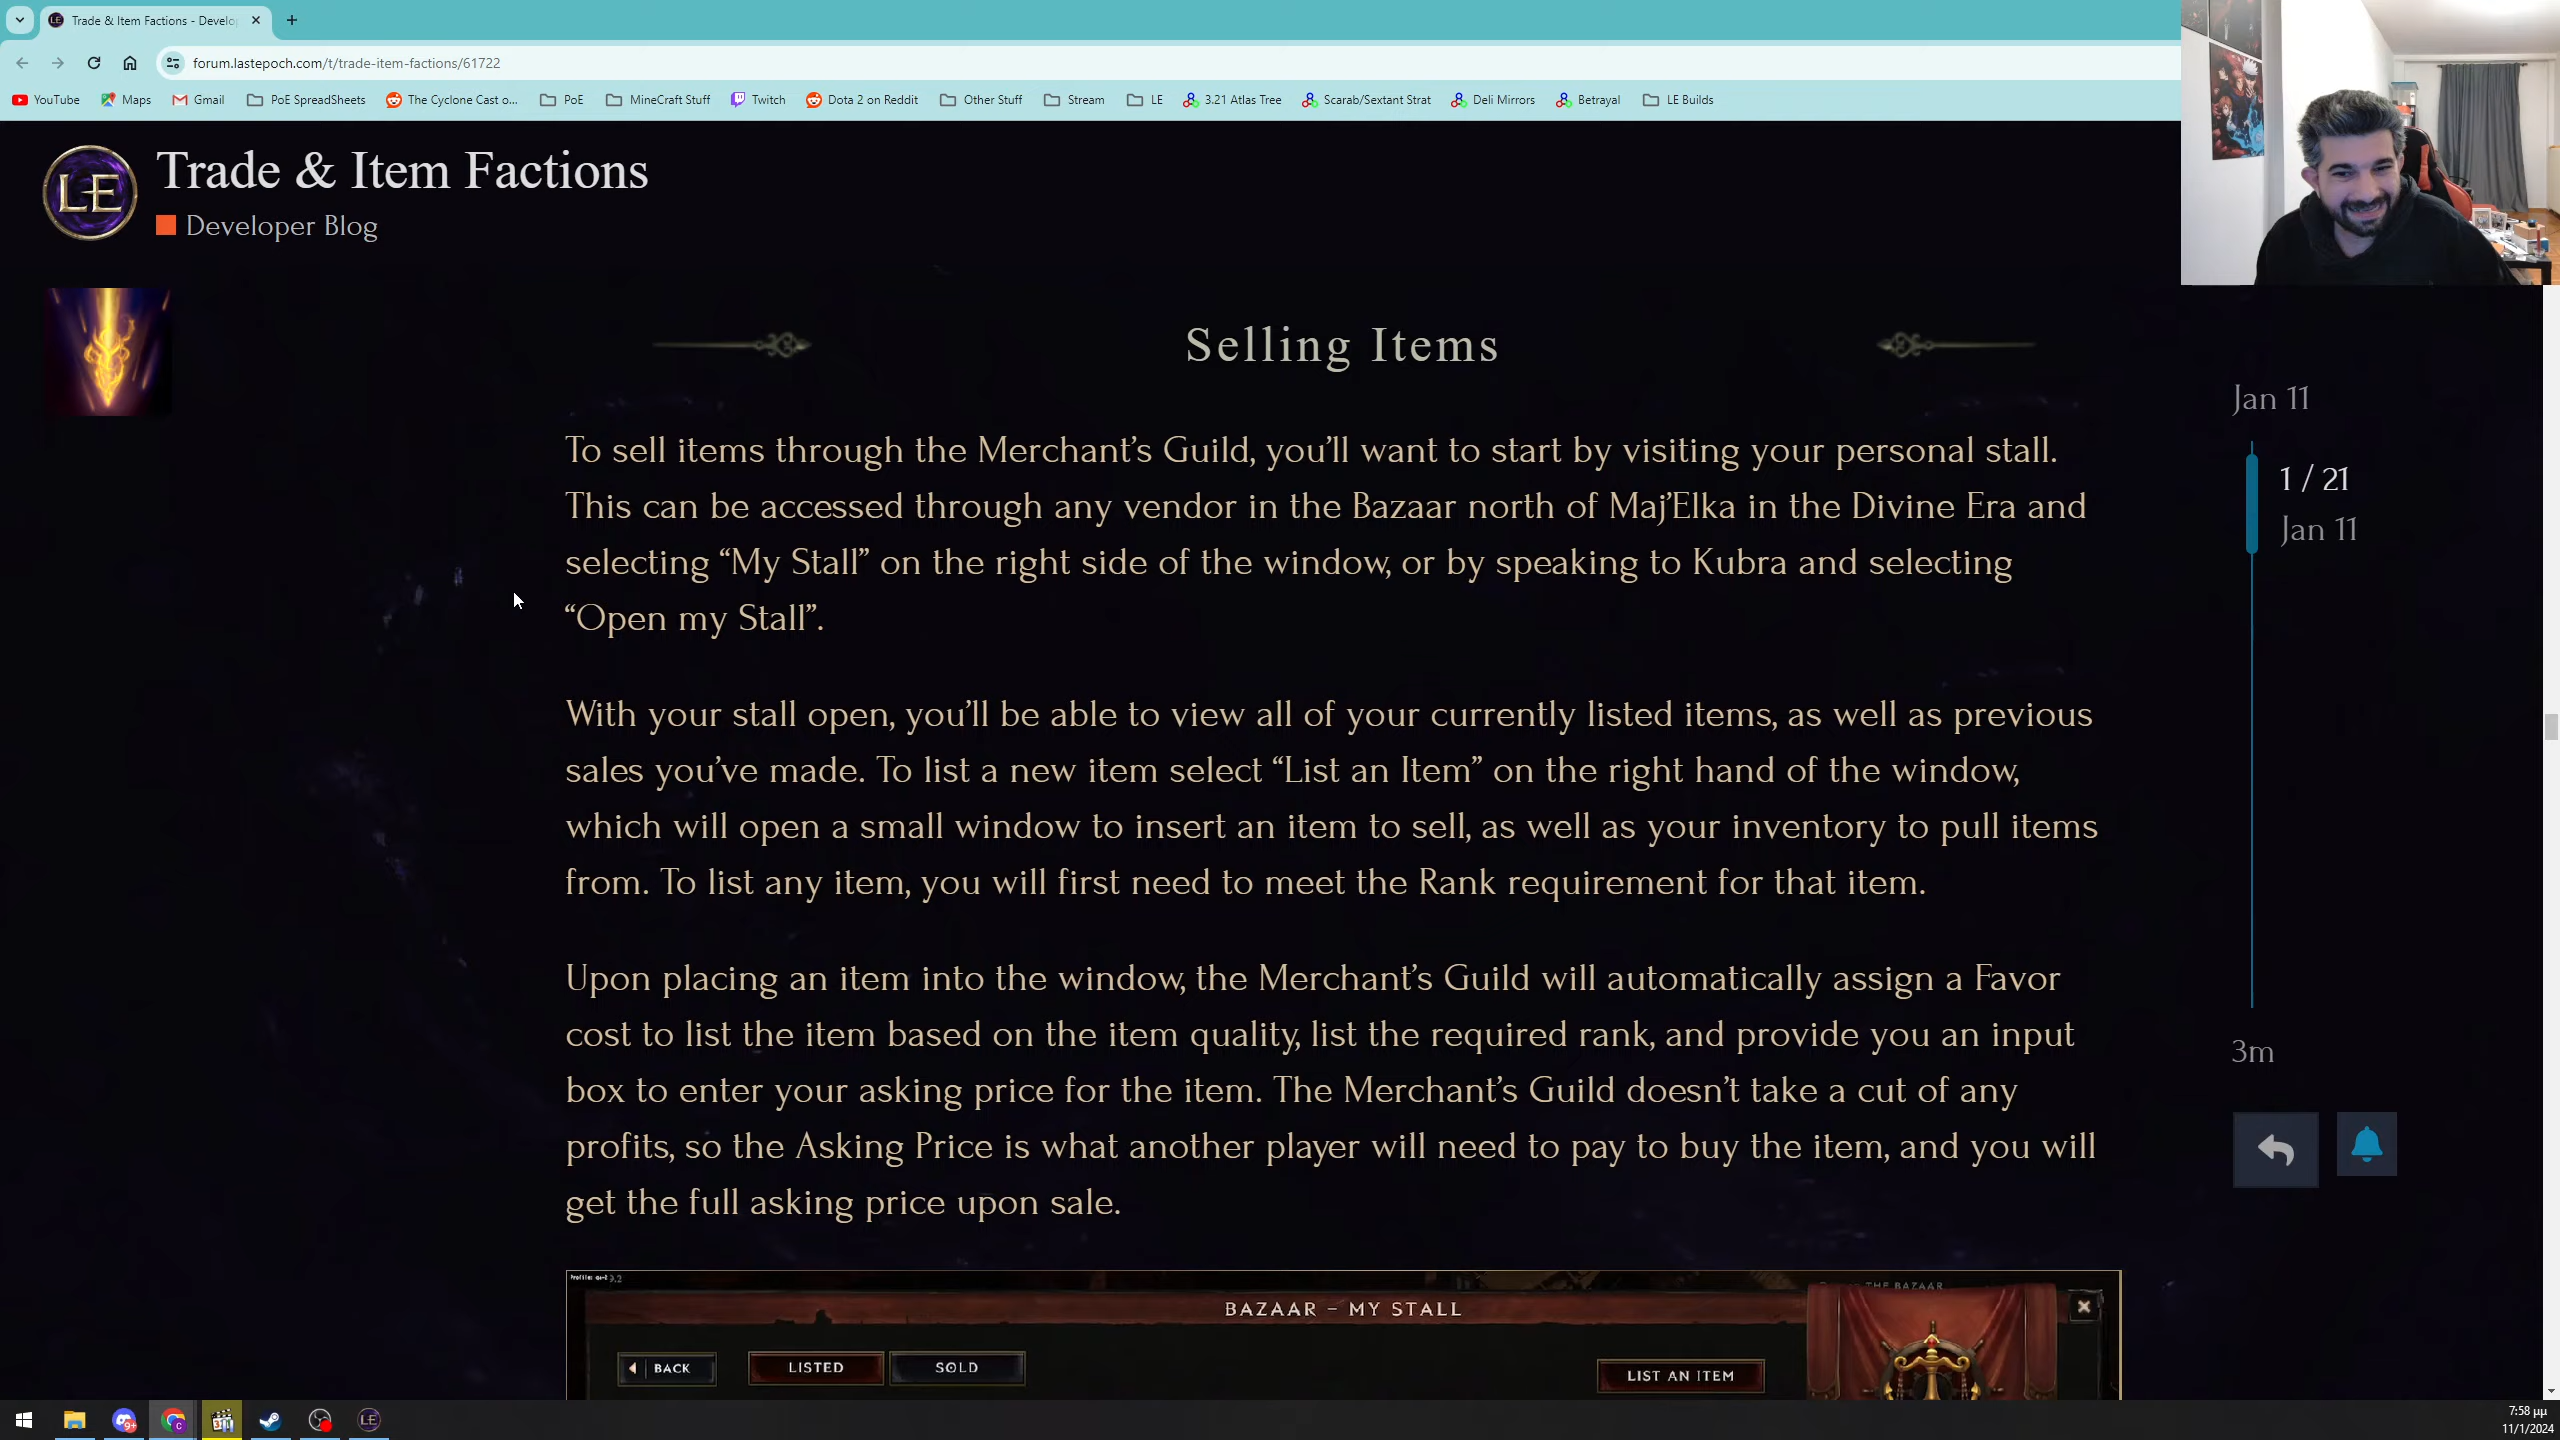 Trade & Item Factions - Develo
forum.lastepoch.com/t/trade-item-factions/61722
YouTube Maps Gmail PoE SpreadSheets The Cyclone Cast o... PoE MineCraft Stuff Twitch Dota 2 on Reddit Other Stuff Stream LE 3.21 Atlas Tree Scarab/Sextant Strat Deli Mirrors Betrayal LE Builds
LE
Trade & Item Factions
Developer Blog
Selling Items
To sell items through the Merchant’s Guild, you’ll want to start by visiting your personal stall.
This can be accessed through any vendor in the Bazaar north of Maj’Elka in the Divine Era and
selecting “My Stall” on the right side of the window, or by speaking to Kubra and selecting
“Open my Stall”.
With your stall open, you’ll be able to view all of your currently listed items, as well as previous
sales you’ve made. To list a new item select “List an Item” on the right hand of the window,
which will open a small window to insert an item to sell, as well as your inventory to pull items
from. To list any item, you will first need to meet the Rank requirement for that item.
Upon placing an item into the window, the Merchant’s Guild will automatically assign a Favor
cost to list the item based on the item quality, list the required rank, and provide you an input
box to enter your asking price for the item. The Merchant’s Guild doesn’t take a cut of any
profits, so the Asking Price is what another player will need to pay to buy the item, and you will
get the full asking price upon sale.
Jan 11
1 / 21
Jan 11
3m
THE BAZAAR
BAZAAR - MY STALL
BACK LISTED SOLD LIST AN ITEM
9+
LE
7:58 μμ
11/1/2024